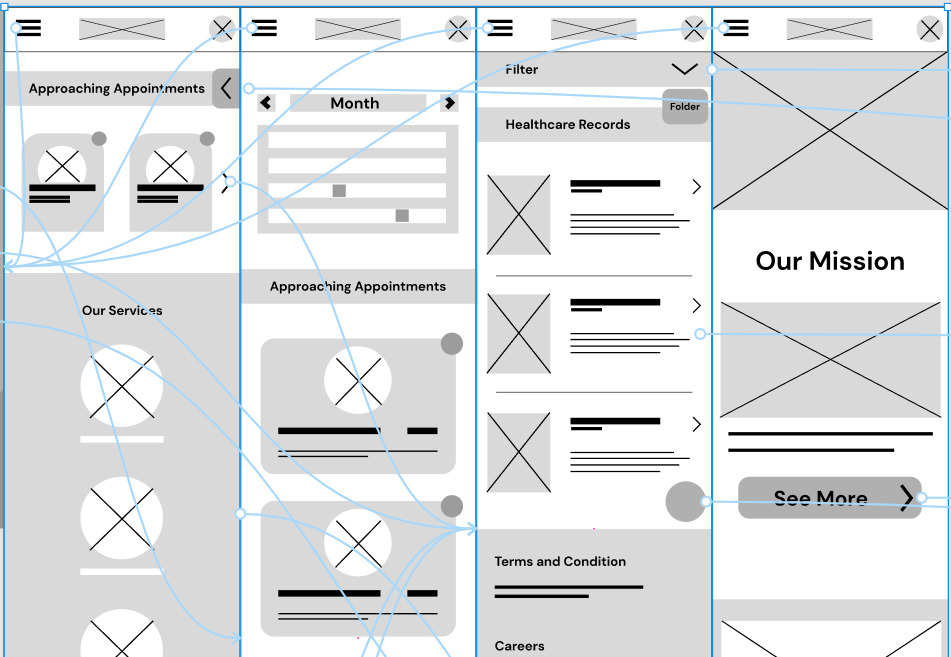 Approaching Appointments
Our Services
Month
Approaching Appointments
Filter
Folder
Healthcare Records
Terms and Condition
Careers
Our Mission
See More